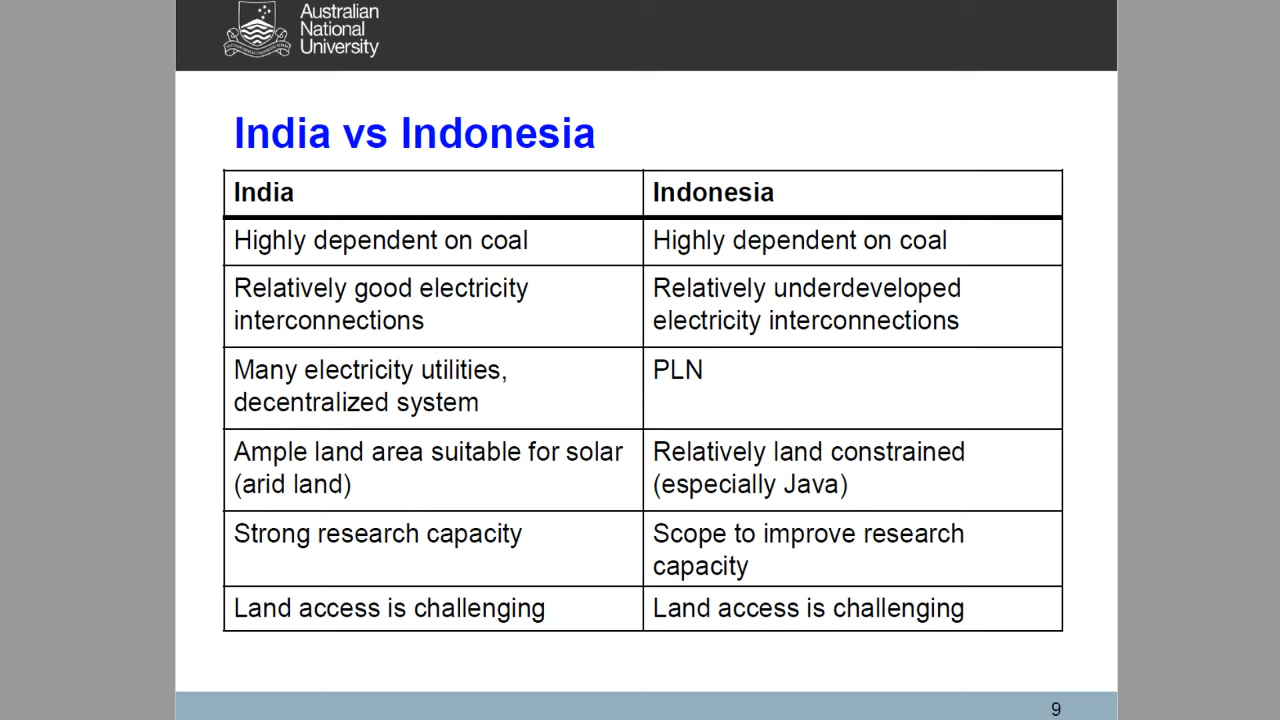 Australian
National
University
India vs Indonesia
India
Indonesia
Highly dependent on coal
Highly dependent on coal
Relatively good electricity
interconnections
Relatively underdeveloped
electricity interconnections
Many electricity utilities,
decentralized system
PLN
Ample land area suitable for solar
(arid land)
Relatively land constrained
(especially Java)
Strong research capacity
Scope to improve research
capacity
Land access is challenging
Land access is challenging
9